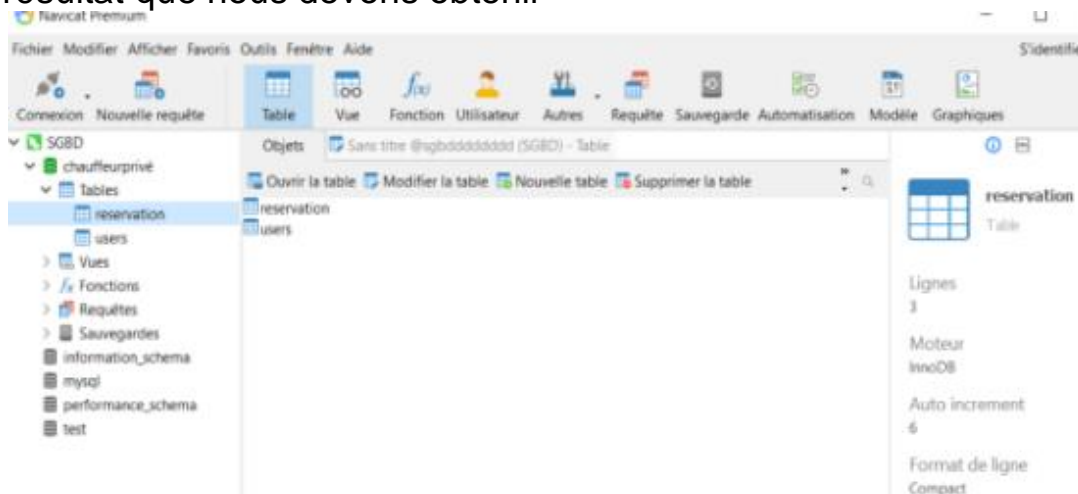 résultat que nous devons obtenir
Navicat Premium
Fichier Modifier Afficher Favoris Outils Fenêtre Aide
S'identifie
Connexion Nouvelle requête Table Vue Fonction Utilisateur Autres Requête Sauvegarde Automatisation Modèle Graphiques
SGBD
chauffeurprivé
Tables
reservation
users
Vues
Fonctions
Requêtes
Sauvegardes
information_schema
mysql
performance_schema
test
Objets Sans titre (SGBD) - Table
Ouvrir la table Modifier la table Nouvelle table Supprimer la table
reservation
users
reservation
Table
Lignes
3
Moteur
InnoDB
Auto increment
6
Format de ligne
Compact